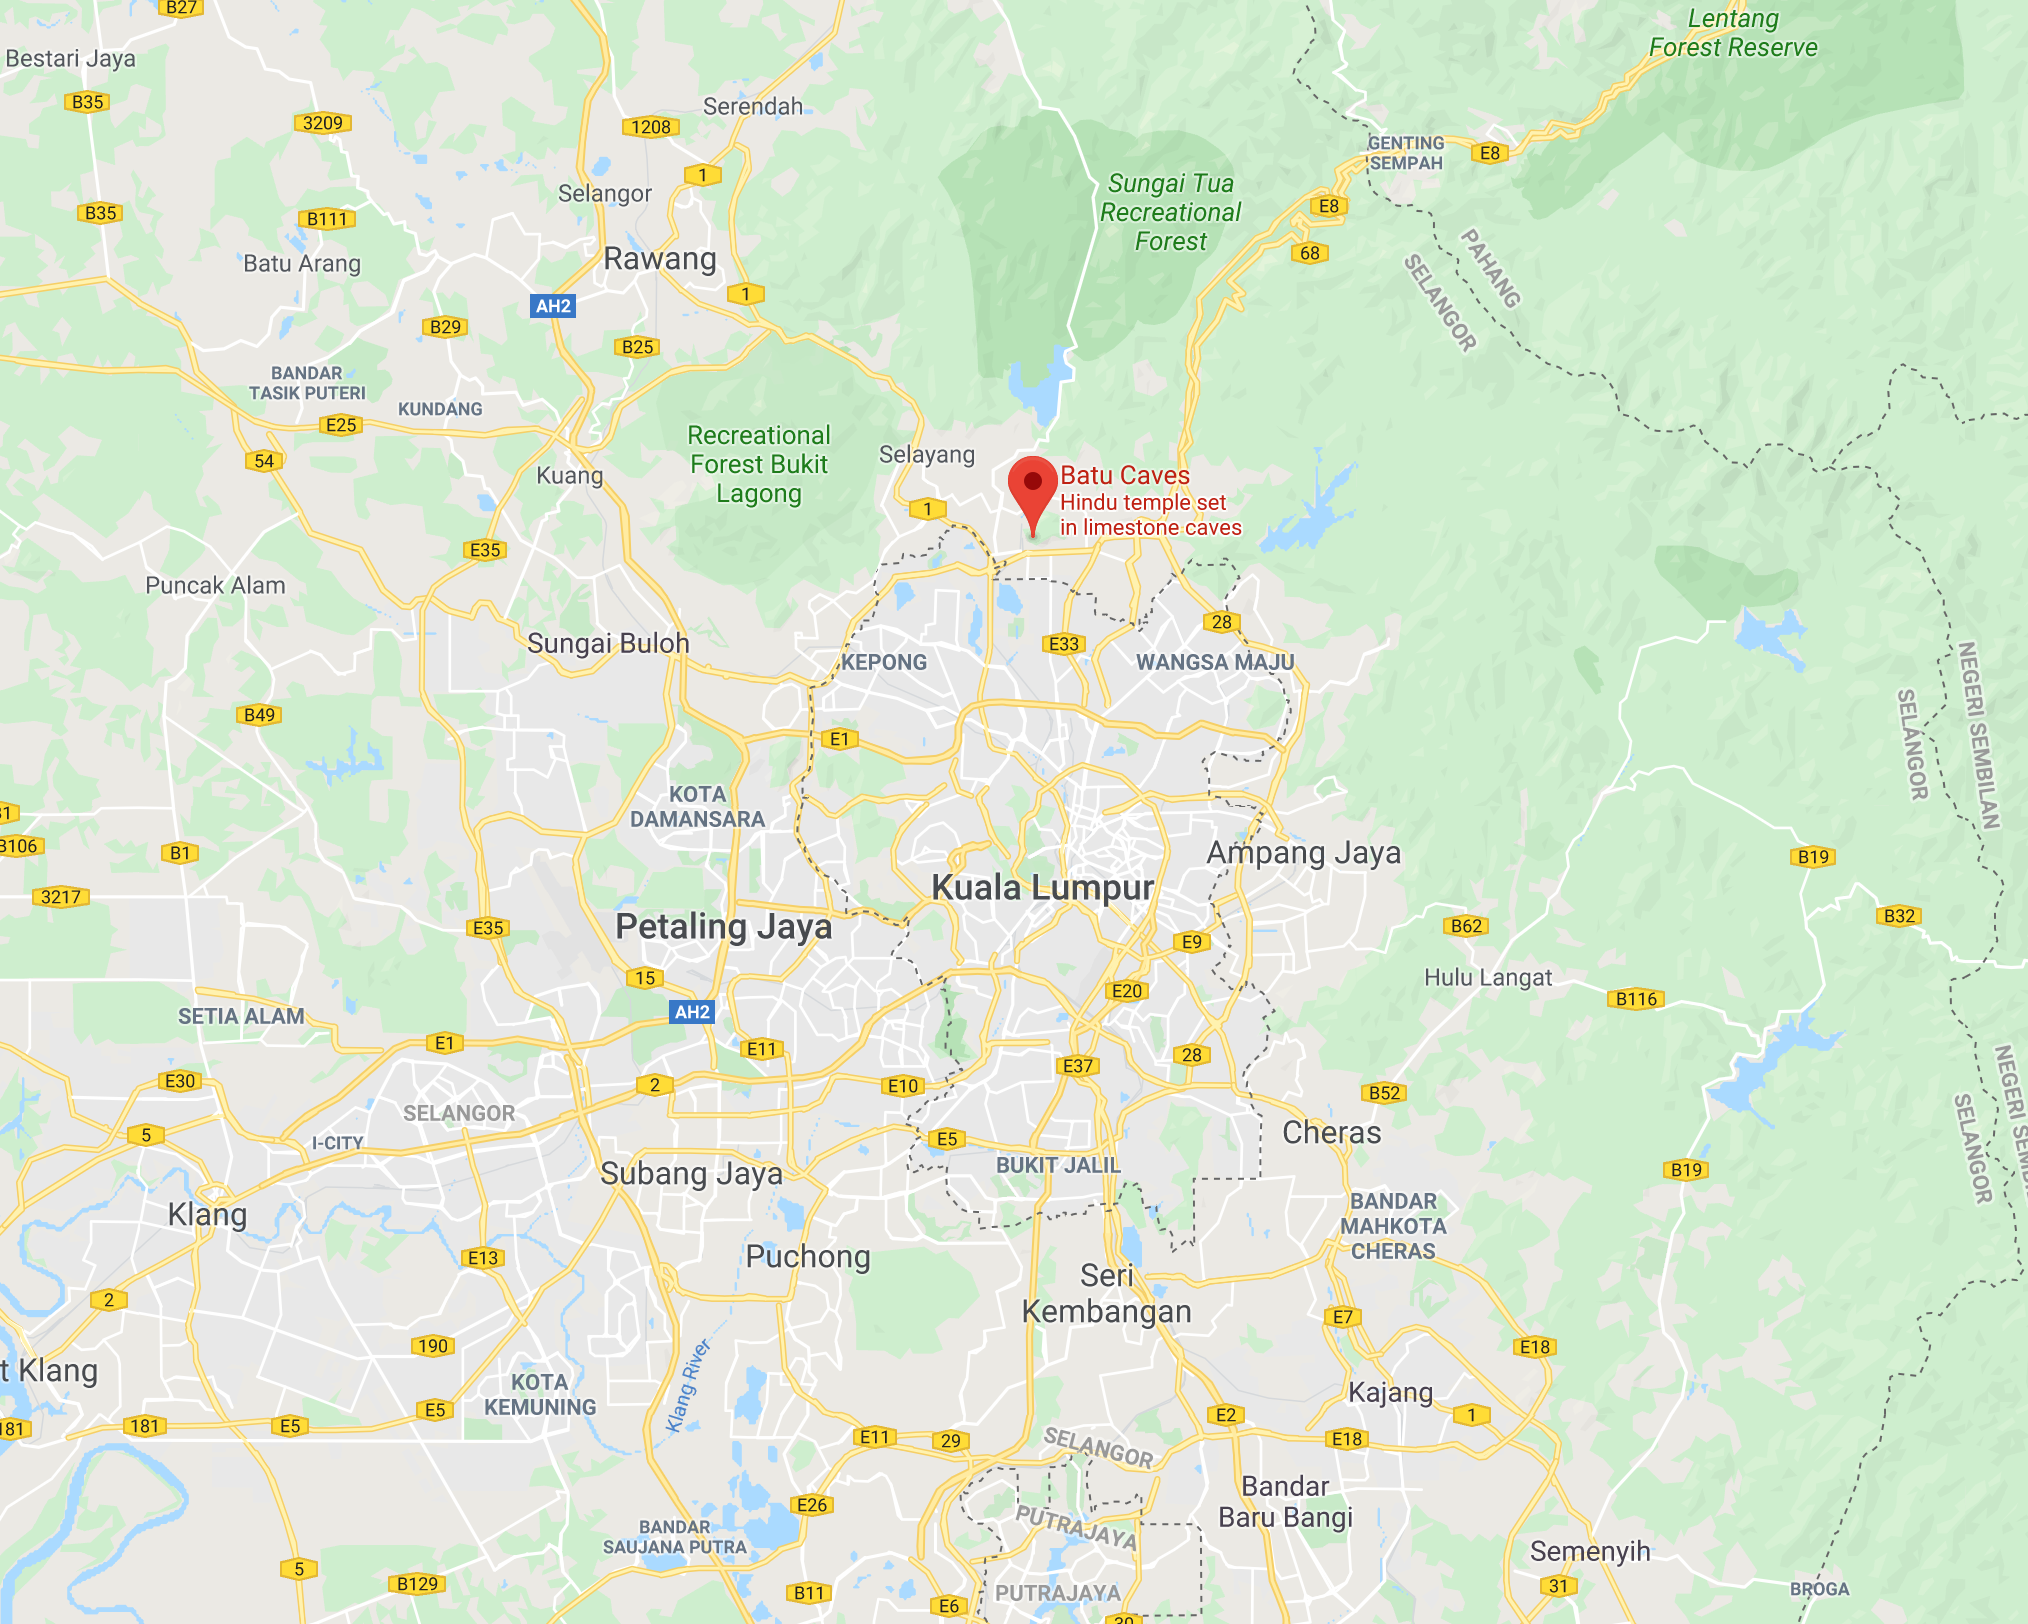 B27
Lentang
Forest Reserve
Bestari Jaya
B35
3209
1208
Serendah
GENTING
SEMPAH
E8
1
Selangor
Sungai Tua
Recreational
Forest
E8
B35
B111
68
PAHANG
SELANGOR
Batu Arang
Rawang
1
AH2
B29
B25
BANDAR
TASIK PUTERI
KUNDANG
E25
Recreational
Forest Bukit
Lagong
Selayang
54
Kuang
Batu Caves
Hindu temple set
in limestone caves
1
E35
Puncak Alam
Sungai Buloh
28
E33
KEPONG
WANGSA MAJU
NEGERI SEMBILAN
SELANGOR
B49
E1
KOTA
DAMANSARA
B1
B106
B1
Ampang Jaya
B19
Kuala Lumpur
3217
Petaling Jaya
E35
B62
B32
E9
15
Hulu Langat
E20
B116
AH2
SETIA ALAM
E1
E11
28
E37
NEGERI SEMB
SELANGOR
E30
2
E10
B52
SELANGOR
5
I-CITY
E5
Cheras
BUKIT JALIL
B19
Subang Jaya
BANDAR
MAHKOTA
CHERAS
Klang
E13
Puchong
Seri
Kembangan
2
E7
190
E18
t Klang
Klang River
KOTA
KEMUNING
Kajang
E5
1
E2
181
181
E5
E11
29
E18
SELANGOR
Bandar
Baru Bangi
E26
PUTRAJAYA
BANDAR
SAUJANA PUTRA
Semenyih
5
B129
B11
PUTRAJAYA
31
BROGA
E6